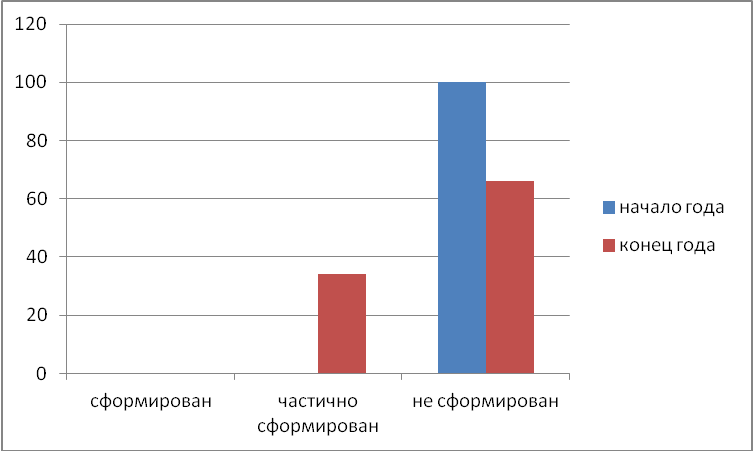 120
100
80
60
40
20
0
сформирован
частично
сформирован
не сформирован
начало года
конец года